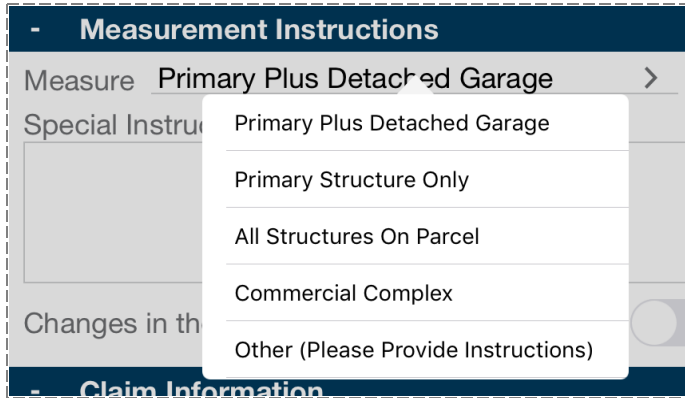 - Measurement Instructions
Measure Primary Plus Detached Garage >
Special Instruc
Primary Plus Detached Garage
Primary Structure Only
All Structures On Parcel
Commercial Complex
Changes in th
Other (Please Provide Instructions)
- Claim Information